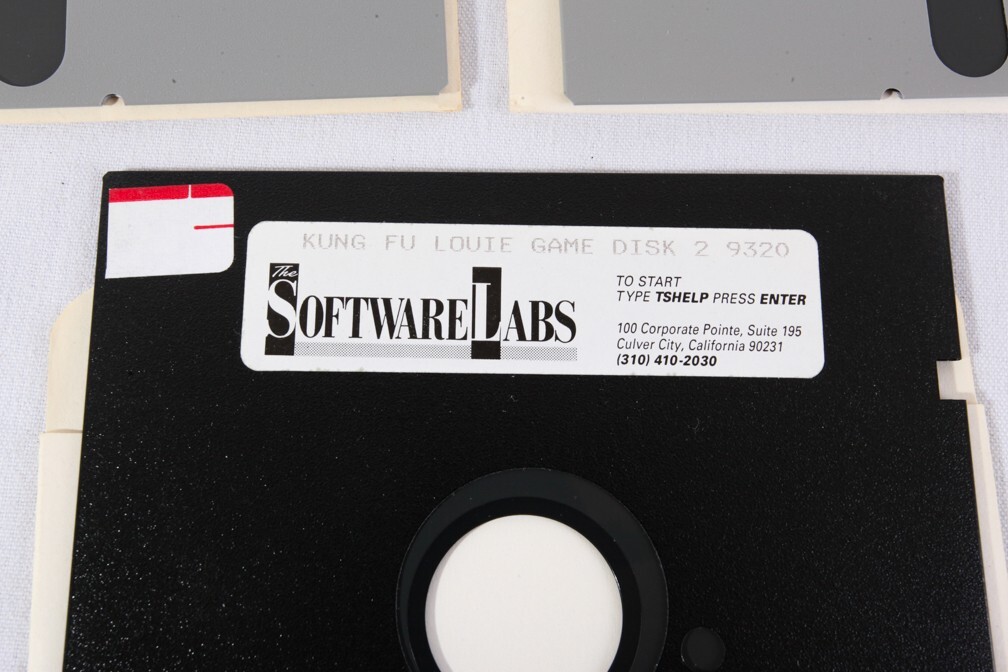 KUNG FU LOUIE GAME DISK 2 9320
The
SOFTWARE LABS
TO START
TYPE TSHELP PRESS ENTER
100 Corporate Pointe, Suite 195
Culver City, California 90231
(310) 410-2030